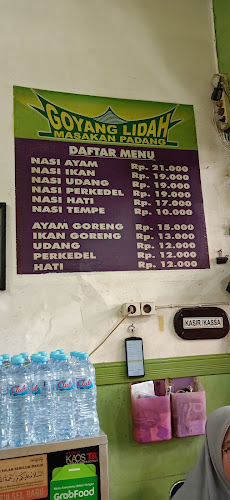 GOYANG LIDAH
MASAKAN PADANG
DAFTAR MENU
NASI AYAM Rp. 21.000
NASI IKAN Rp. 19.000
NASI UDANG Rp. 19.000
NASI PERKEDEL Rp. 19.000
NASI HATI Rp. 17.000
NASI TEMPE Rp. 10.000
AYAM GORENG Rp. 15.000
IKAN GORENG Rp. 13.000
UDANG Rp. 12.000
PERKEDEL Rp. 12.000
HATI Rp. 12.000
KASIR/KASSA
KAOS TA
GrabFood